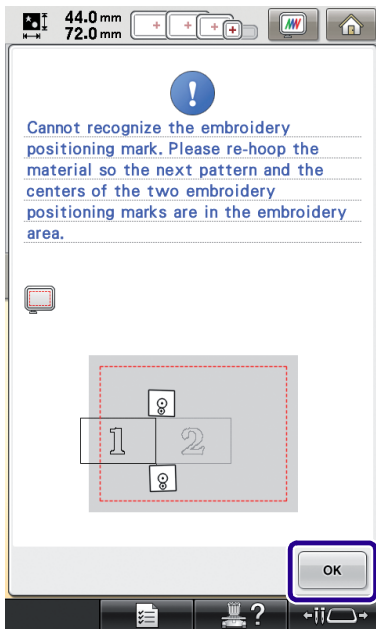 44.0 mm
72.0 mm
Cannot recognize the embroidery
positioning mark. Please re-hoop the
material so the next pattern and the
centers of the two embroidery
positioning marks are in the embroidery
area.
1 2
OK
?